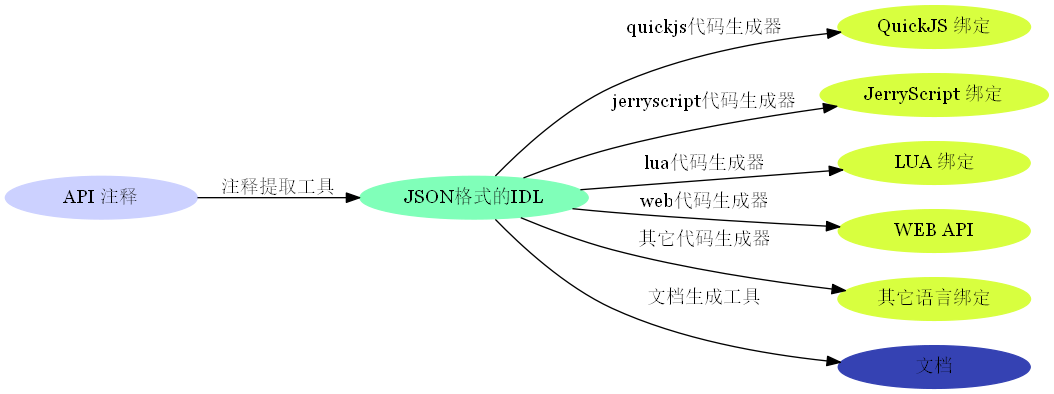 API 注释
注释提取工具
JSON格式的IDL
quickjs代码生成器
QuickJS 绑定
jerryscript代码生成器
JerryScript 绑定
lua代码生成器
LUA 绑定
web代码生成器
WEB API
其它代码生成器
其它语言绑定
文档生成工具
文档